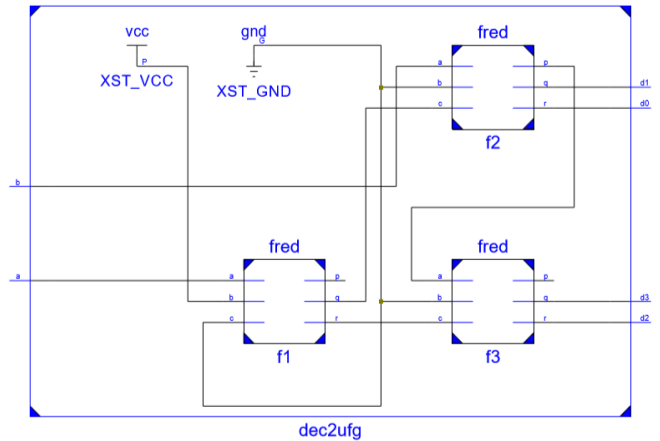 vcc
gnd
fred
P
G
XST_VCC
XST_GND
a
p
b
q
d1
c
r
d0
f2
b
fred
fred
a
a
p
a
p
b
q
b
q
d3
c
r
c
r
d2
f1
f3
dec2ufg